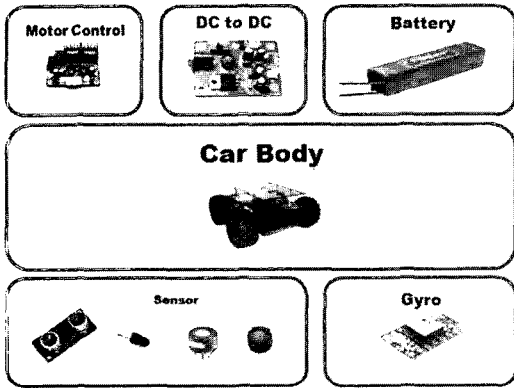 Motor Control
DC to DC
Battery
Car Body
Sensor
Gyro